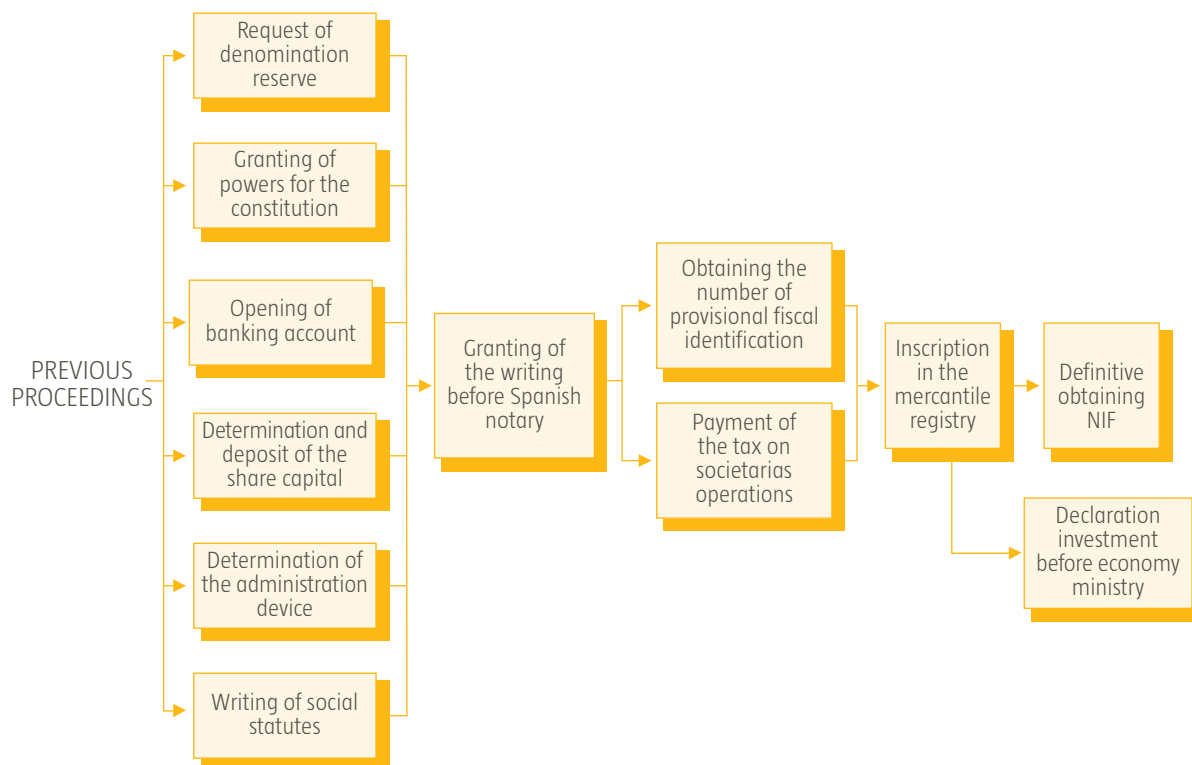 PREVIOUS
PROCEEDINGS
Request of
denomination
reserve
Granting of
powers for the
constitution
Opening of
banking account
Determination and
deposit of the
share capital
Determination of
the administration
device
Writing of social
statutes
Granting of
the writing
before Spanish
notary
Obtaining the
number of
provisional fiscal
identification
Payment of
the tax on
societarias
operations
Inscription
in the
mercantile
registry
Definitive
obtaining
NIF
Declaration
investment
before economy
ministry